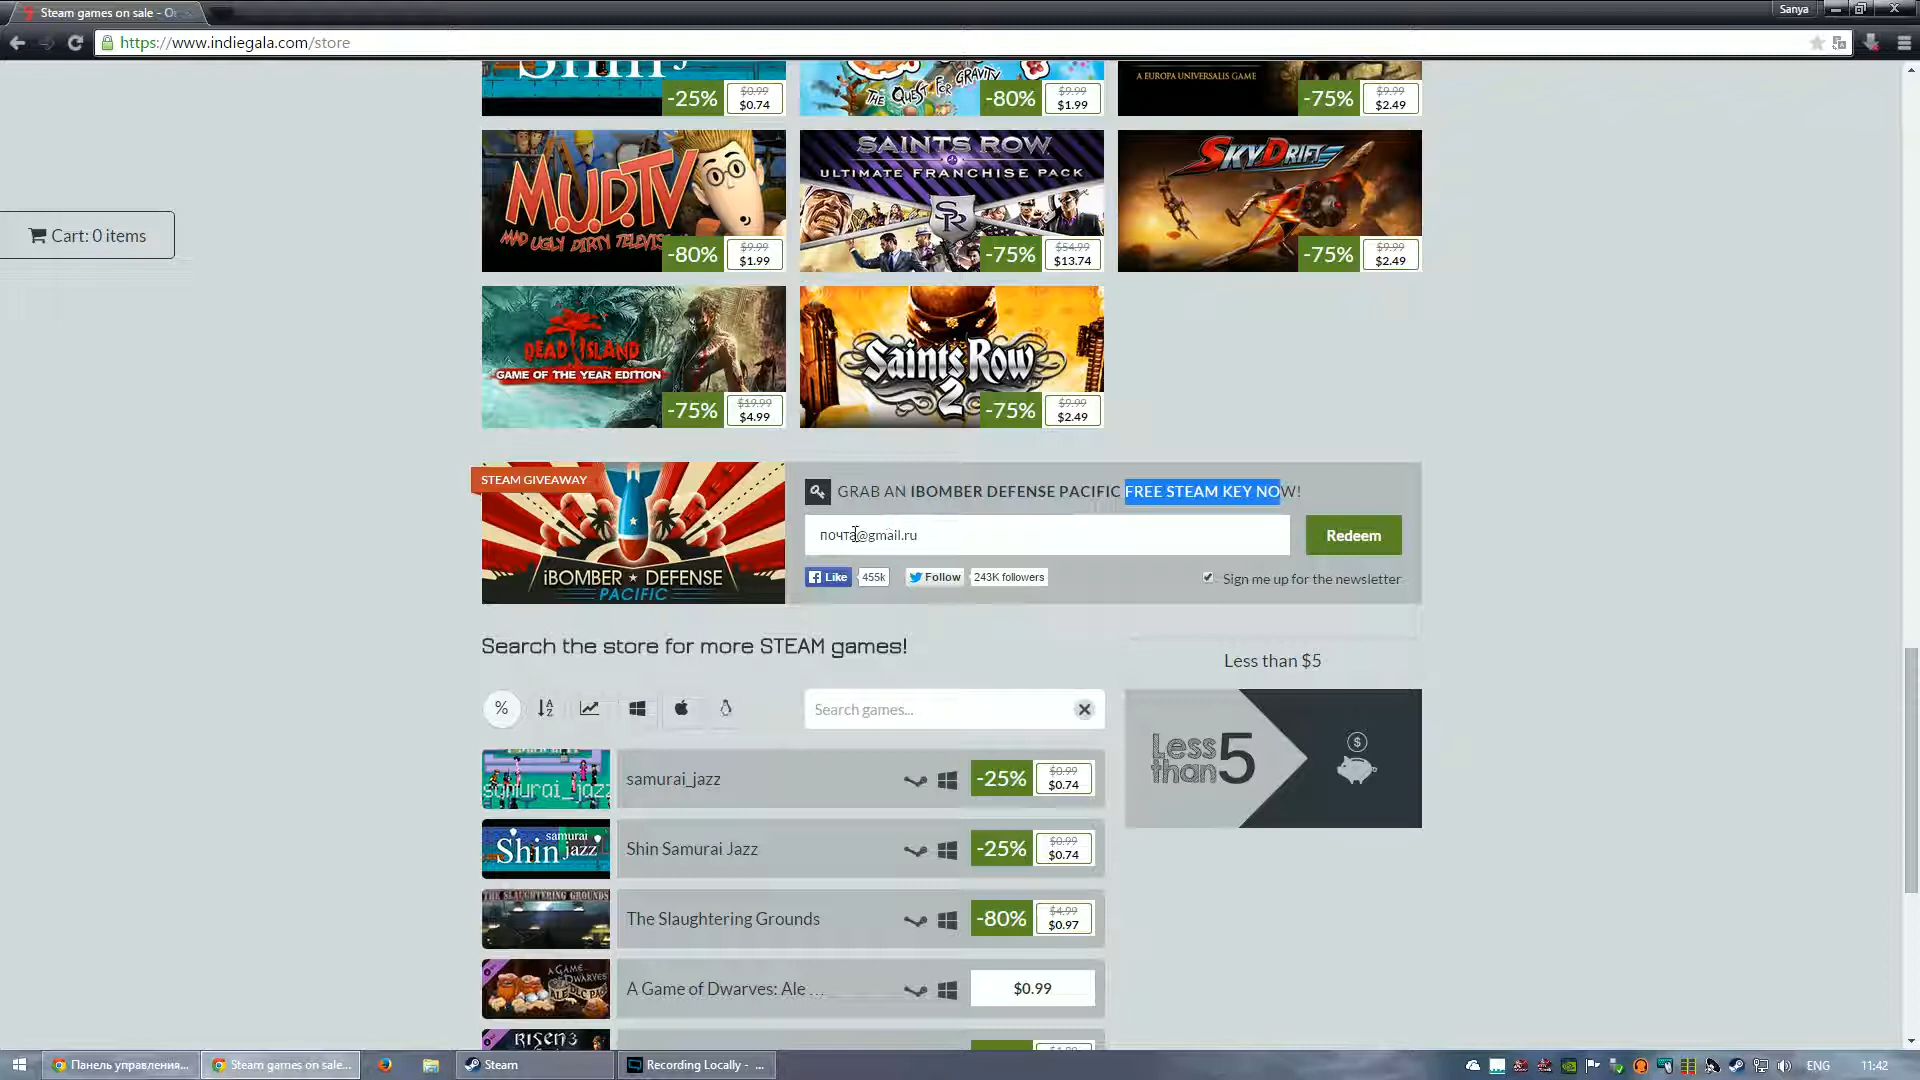 Steam games on sale - O
Sanya
https://www.indiegala.com/store
-25%
$0.99
$0.74
THE QUEST FOR GRAVITY
-80%
$9.99
$1.99
A EUROPA UNIVERSALIS GAME
-75%
$9.99
$2.49
M.U.D.TV
MAD UGLY DIRTY TELEVIS
-80%
$9.99
$1.99
SAINTS ROW
ULTIMATE FRANCHISE PACK
SR
-75%
$54.99
$13.74
SKYDRIFT
-75%
$9.99
$2.49
Cart: 0 items
DEAD ISLAND
GAME OF THE YEAR EDITION
-75%
$19.99
$4.99
Saints Row
2
-75%
$9.99
$2.49
STEAM GIVEAWAY
iBOMBER ★ DEFENSE
PACIFIC
GRAB AN IBOMBER DEFENSE PACIFIC FREE STEAM KEY NOW!
почта@gmail.ru
Redeem
Like
455k
Follow
243K followers
Sign me up for the newsletter
Search the store for more STEAM games!
Less than $5
%
Search games...
Less than 5
samurai_jazz
samurai_jazz
-25%
$0.99
$0.74
samurai
Shin jazz
Shin Samurai Jazz
-25%
$0.99
$0.74
THE SLAUGHTERING GROUNDS
The Slaughtering Grounds
-80%
$4.99
$0.97
A GAME OF DWARVES
ALE DLC PACK
A Game of Dwarves: Ale ...
$0.99
RISEN 3
Панель управления...
Steam games on sale...
Steam
Recording Locally - ...
ENG
11:42